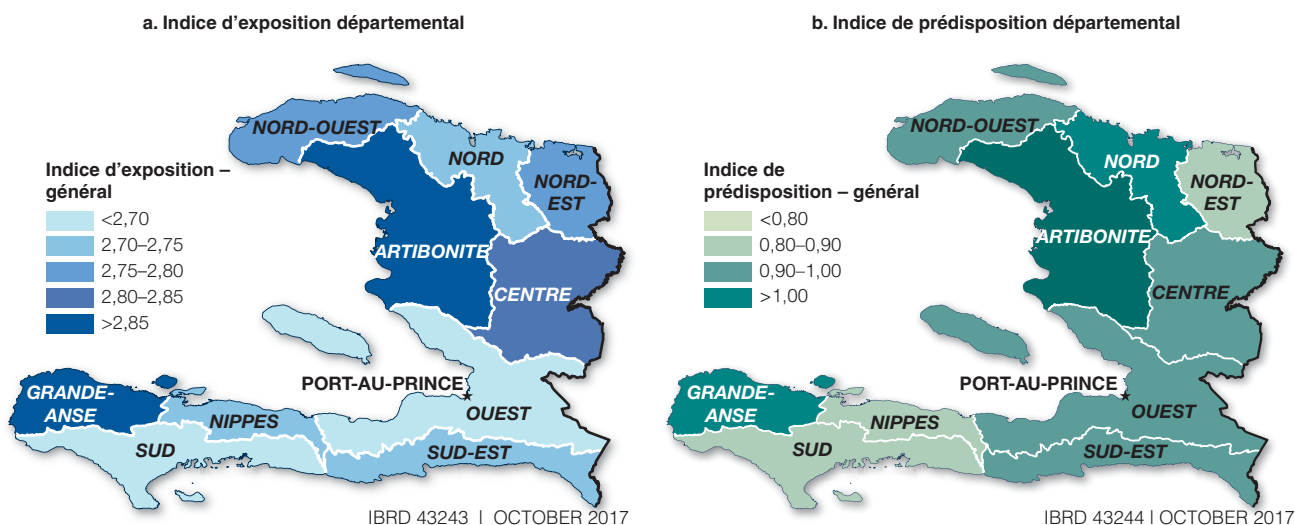 a. Indice d'exposition départemental
NORD-OUEST
NORD
NORD-
EST
Indice d'exposition –
général
<2,70
2,70–2,75
2,75–2,80
2,80–2,85
>2,85
ARTIBONITE
CENTRE
PORT-AU-PRINCE
GRANDE-
ANSE
NIPPES
OUEST
SUD
SUD-EST
IBRD 43243 | OCTOBER 2017
b. Indice de prédisposition départemental
NORD-OUEST
NORD
NORD-
EST
Indice de
prédisposition – général
<0,80
0,80–0,90
0,90–1,00
>1,00
ARTIBONITE
CENTRE
PORT-AU-PRINCE
GRANDE-
ANSE
NIPPES
OUEST
SUD
SUD-EST
IBRD 43244 | OCTOBER 2017